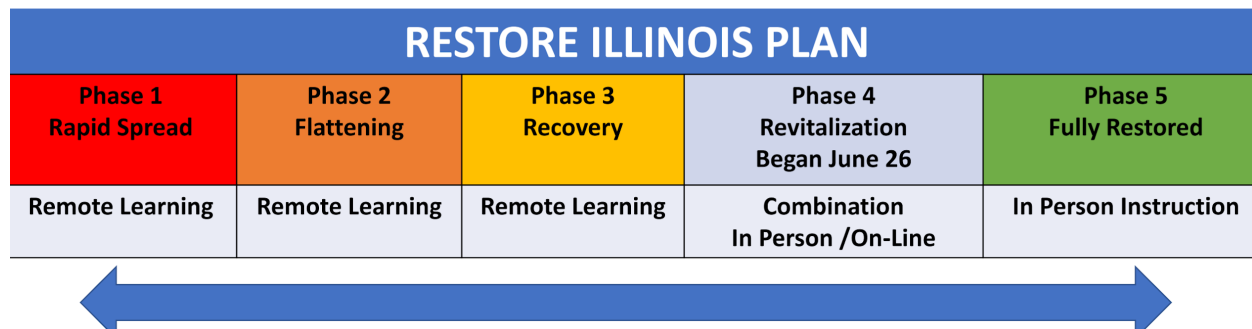 RESTORE ILLINOIS PLAN
Phase 1
Rapid Spread
Phase 2
Flattening
Phase 3
Recovery
Phase 4
Revitalization
Began June 26
Phase 5
Fully Restored
Remote Learning
Remote Learning
Remote Learning
Combination
In Person /On-Line
In Person Instruction